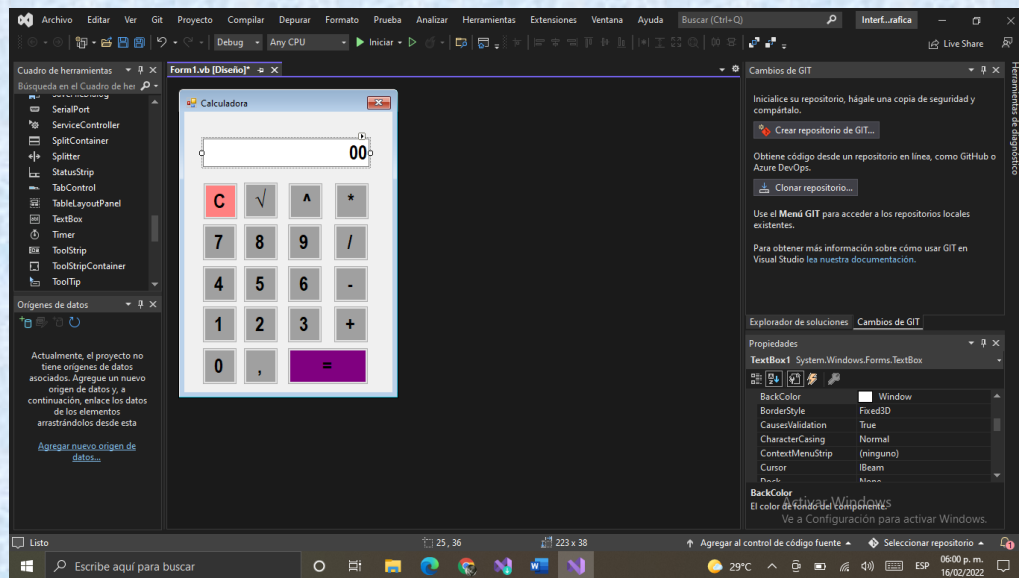 Archivo Editar Ver Git Proyecto Compilar Depurar Formato Prueba Analizar Herramientas Extensiones Ventana Ayuda Buscar (Ctrl+Q) Interf...rafica
Debug Any CPU Iniciar Live Share
Cuadro de herramientas
Búsqueda en el Cuadro de her
SerialPort
ServiceController
SplitContainer
Splitter
StatusStrip
TabControl
TableLayoutPanel
TextBox
Timer
ToolStrip
ToolStripContainer
ToolTip
Orígenes de datos
Actualmente, el proyecto no
tiene orígenes de datos
asociados. Agregue un nuevo
origen de datos y, a
continuación, enlace los datos
de los elementos
arrastrándolos desde esta
Agregar nuevo origen de
datos...
Form1.vb [Diseño]*
Calculadora
00
C √ ^ *
7 8 9 /
4 5 6 -
1 2 3 +
0 , =
Cambios de GIT
Inicialice su repositorio, hágale una copia de seguridad y
compártalo.
Crear repositorio de GIT...
Obtiene código desde un repositorio en línea, como GitHub o
Azure DevOps.
Clonar repositorio...
Use el Menú GIT para acceder a los repositorios locales
existentes.
Para obtener más información sobre cómo usar GIT en
Visual Studio lea nuestra documentación.
Explorador de soluciones Cambios de GIT
Propiedades
TextBox1 System.Windows.Forms.TextBox
BackColor Window
BorderStyle Fixed3D
CausesValidation True
CharacterCasing Normal
ContextMenuStrip (ninguno)
Cursor IBeam
Dock None
BackColor
El color de fondo del componente.
Activar Windows
Ve a Configuración para activar Windows.
Herramientas de diagnóstico
Listo 25, 36 223 x 38 Agregar al control de código fuente Seleccionar repositorio
Escribe aquí para buscar 29°C ESP 06:00 p. m.
16/02/2022